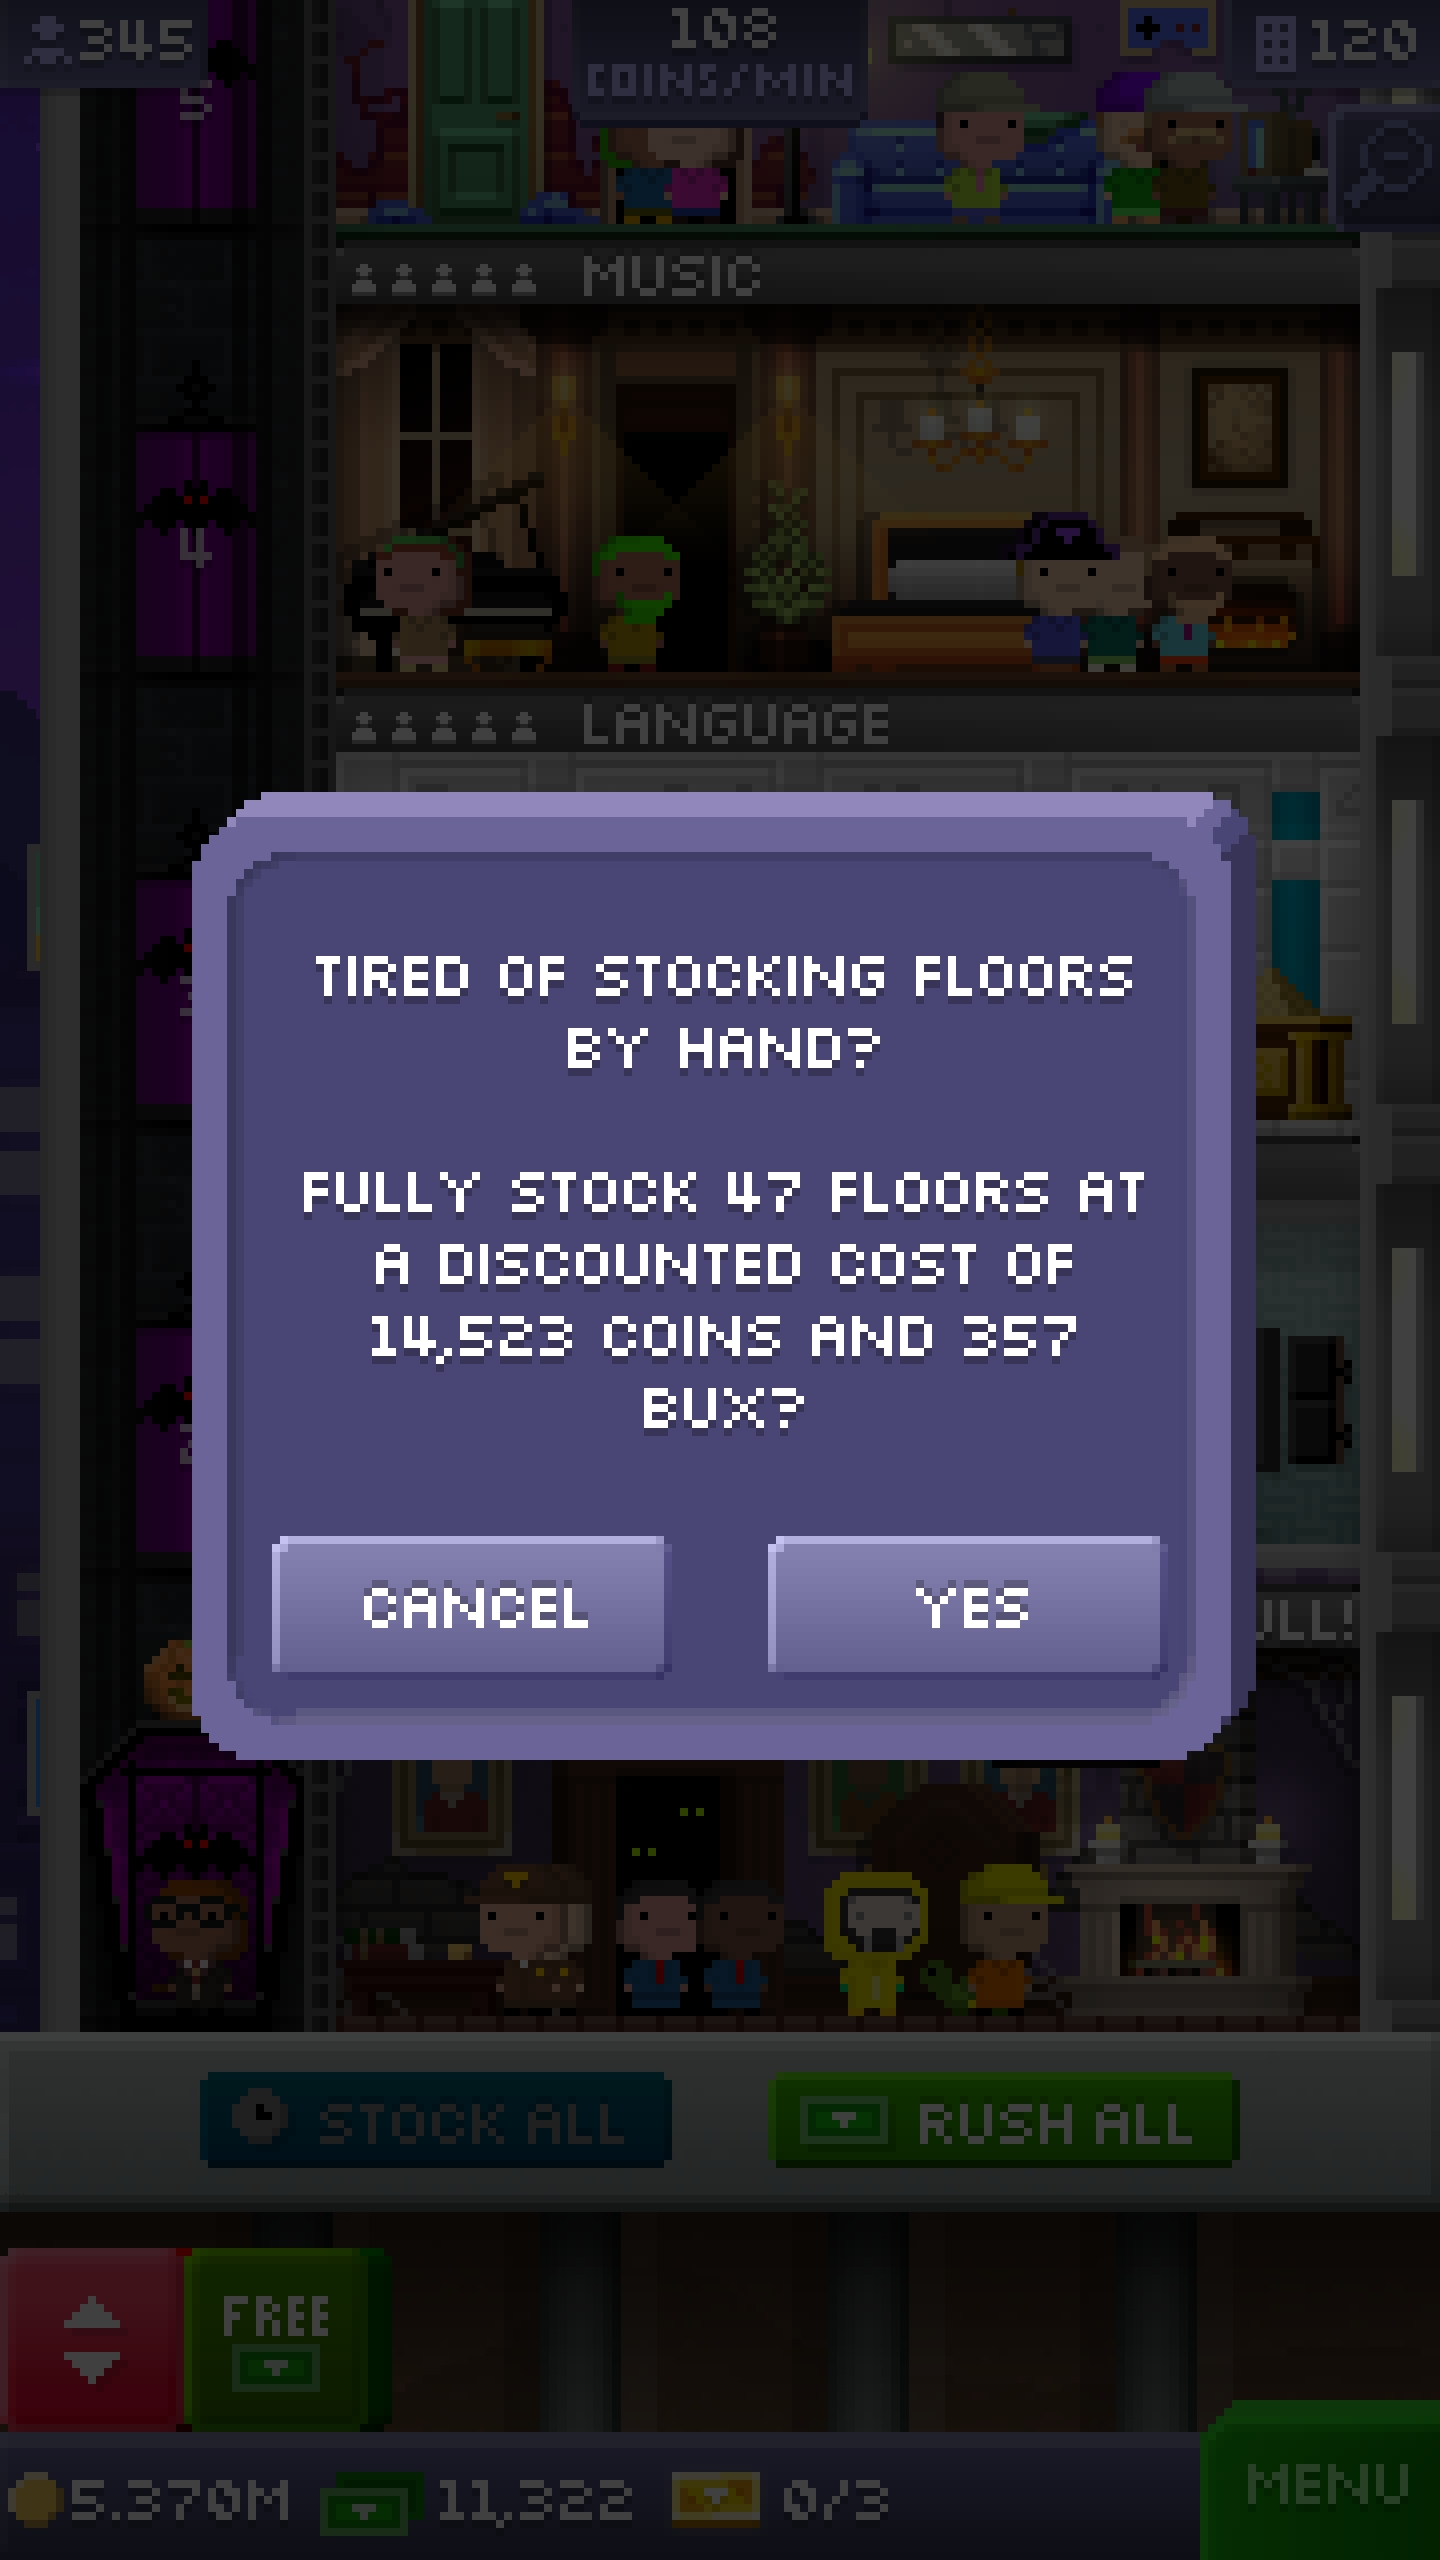 345
108
COINS/MIN
120
5
MUSIC
4
LANGUAGE
TIRED OF STOCKING FLOORS
BY HAND?
FULLY STOCK 47 FLOORS AT
A DISCOUNTED COST OF
14,523 COINS AND 357
BUX?
CANCEL
YES
STOCK ALL
RUSH ALL
FREE
5.370M
11,322
0/3
MENU